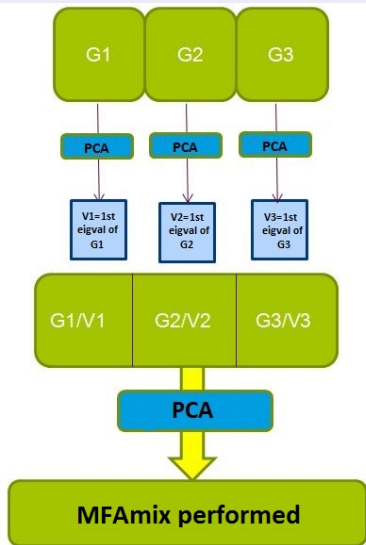 G1 G2 G3
PCA PCA PCA
V1=1st V2=1st V3=1st
eigval of eigval of eigval of
G1 G2 G3
G1/V1 G2/V2 G3/V3
PCA
MFAmix performed